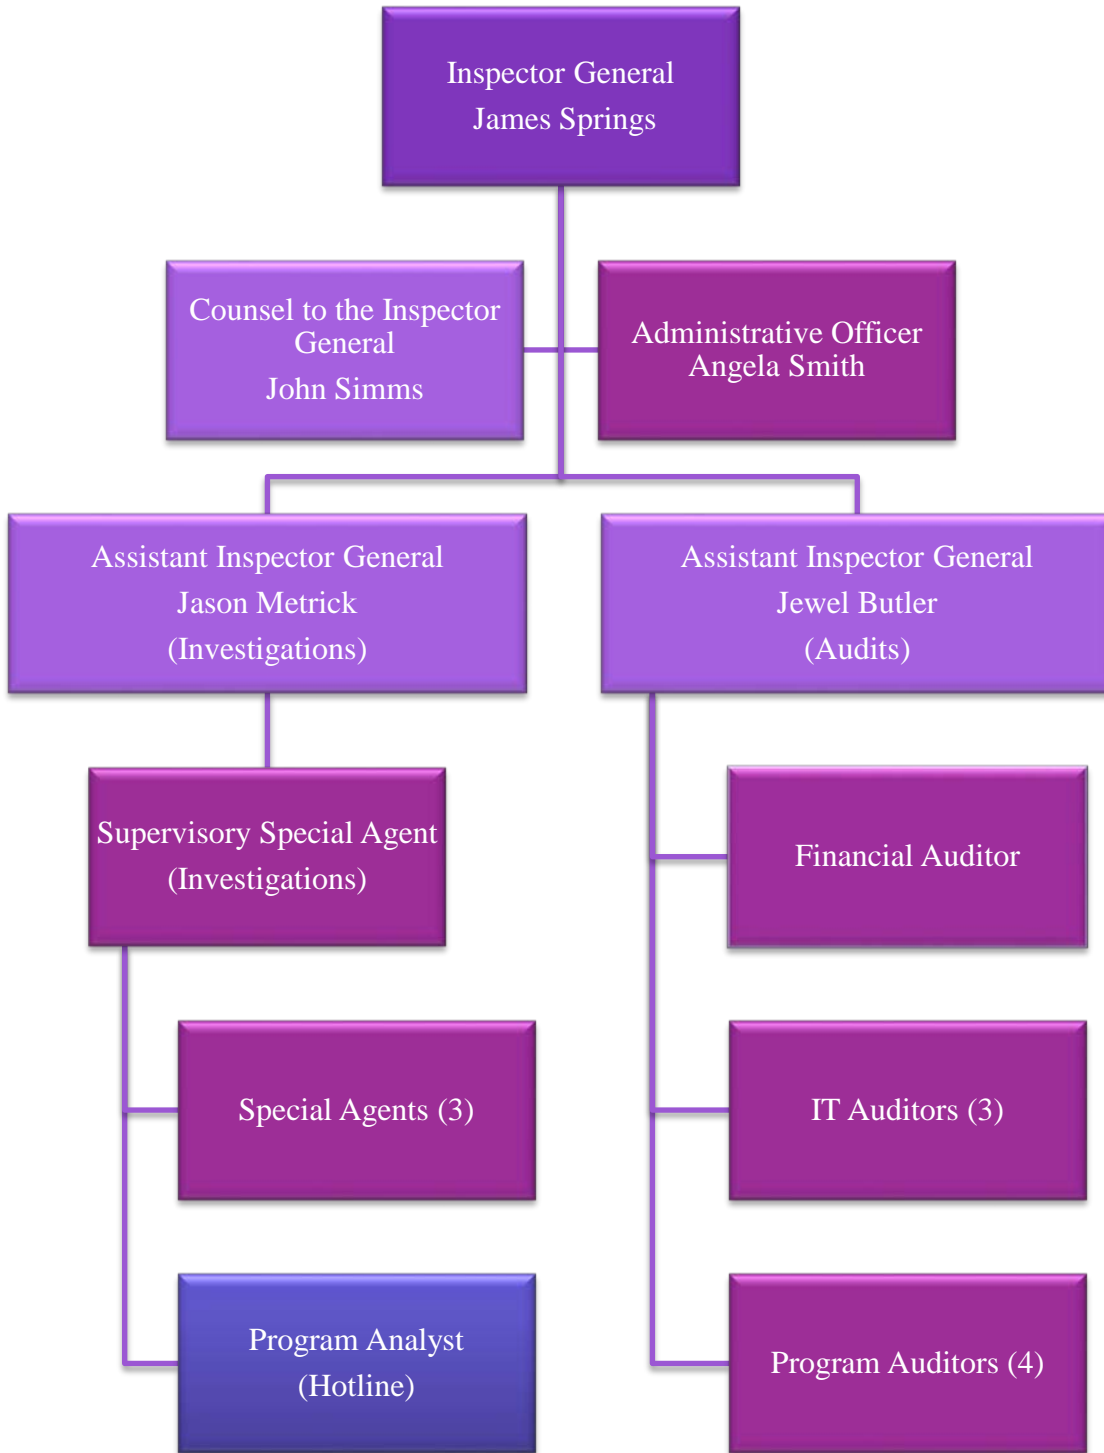 Inspector General
James Springs
Counsel to the Inspector
General
John Simms
Administrative Officer
Angela Smith
Assistant Inspector General
Jason Metrick
(Investigations)
Assistant Inspector General
Jewel Butler
(Audits)
Supervisory Special Agent
(Investigations)
Financial Auditor
Special Agents (3)
IT Auditors (3)
Program Analyst
(Hotline)
Program Auditors (4)